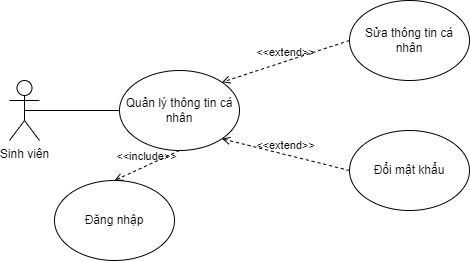 Sửa thông tin cá
nhân
<<extend>>
Quản lý thông tin cá
nhân
Sinh viên
<<include>>
<<extend>>
Đổi mật khẩu
Đăng nhập